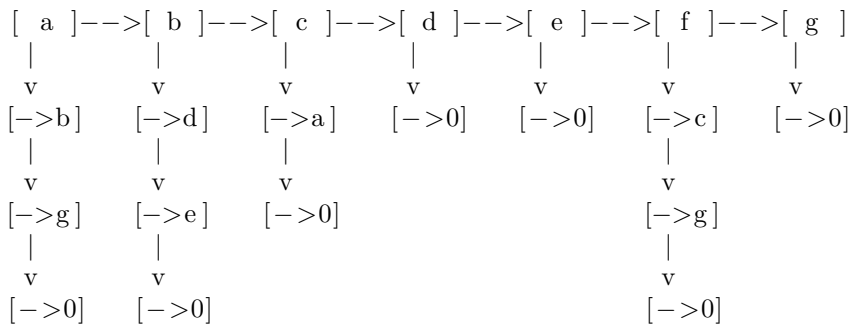 [ a ]-->[ b ]-->[ c ]-->[ d ]-->[ e ]-->[ f ]-->[ g ]
| | | | | | |
v v v v v v v
[->b] [->d] [->a] [->0] [->0] [->c] [->0]
| | | |
v v v v
[->g] [->e] [->0] [->g]
| | |
v v v
[->0] [->0] [->0]